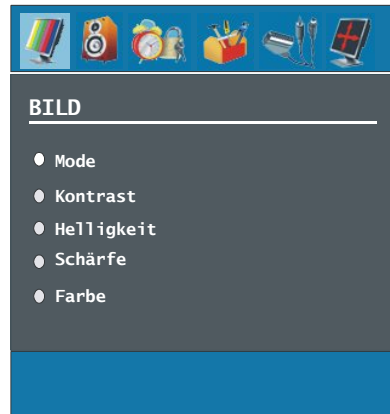 BILD
Mode
Kontrast
Helligkeit
Schärfe
Farbe